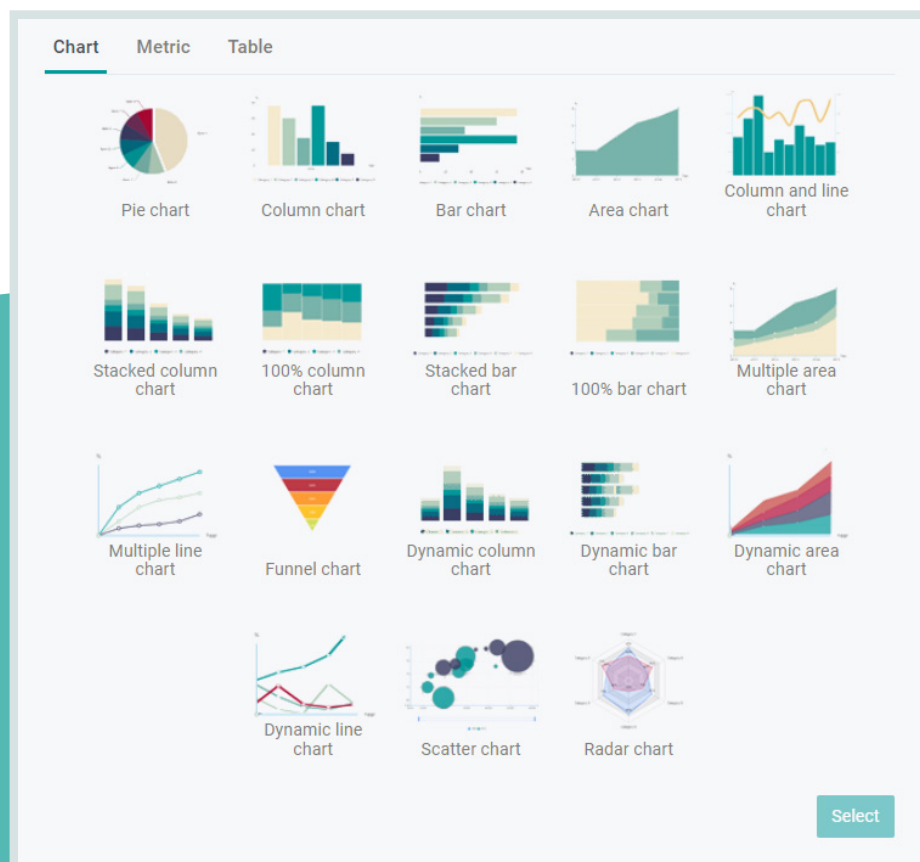 Chart Metric Table
Pie chart
Column chart
Bar chart
Area chart
Column and line
chart
Stacked column
chart
100% column
chart
Stacked bar
chart
100% bar chart
Multiple area
chart
Multiple line
chart
Funnel chart
Dynamic column
chart
Dynamic bar
chart
Dynamic area
chart
Dynamic line
chart
Scatter chart
Radar chart
Select